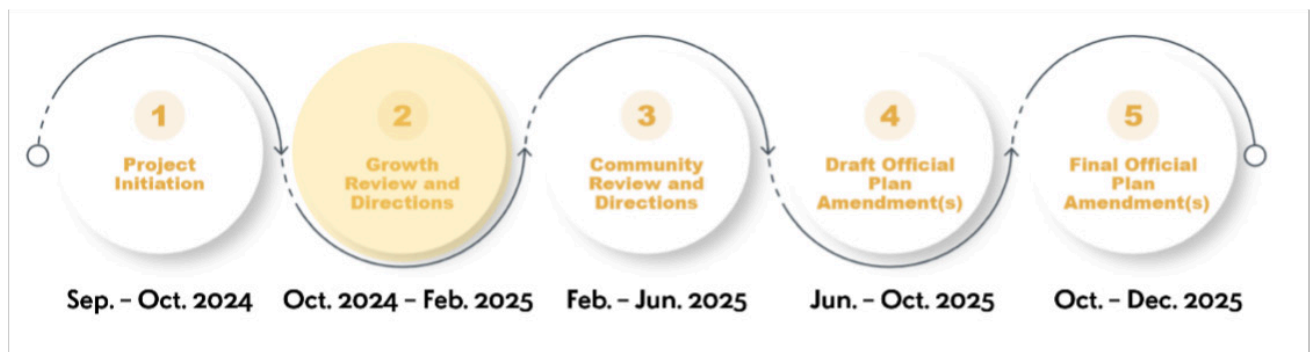 1
Project
Initiation
Sep. – Oct. 2024
2
Growth
Review and
Directions
Oct. 2024 – Feb. 2025
3
Community
Review and
Directions
Feb. – Jun. 2025
4
Draft Official
Plan
Amendment(s)
Jun. – Oct. 2025
5
Final Official
Plan
Amendment(s)
Oct. – Dec. 2025